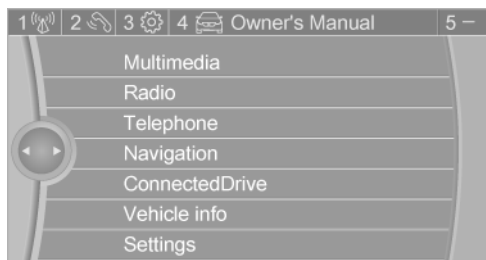 1 2 3 4 Owner's Manual 5 –
Multimedia
Radio
Telephone
Navigation
ConnectedDrive
Vehicle info
Settings